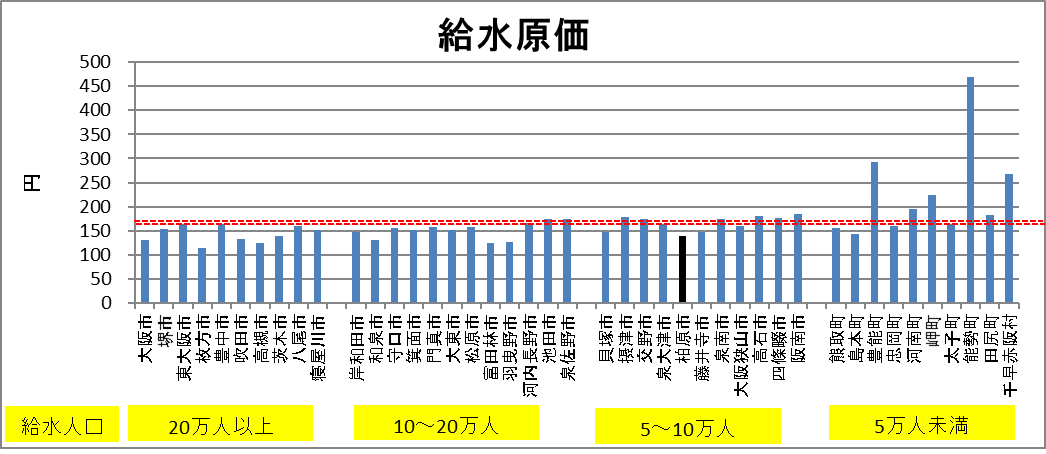 給水原価
500
450
400
350
300
250
200
150
100
50
0
円
大阪市
堺市
東大阪市
枚方市
豊中市
吹田市
高槻市
茨木市
八尾市
寝屋川市
岸和田市
和泉市
守口市
箕面市
門真市
大東市
松原市
富田林市
羽曳野市
河内長野市
池田市
泉佐野市
貝塚市
摂津市
交野市
泉大津市
柏原市
藤井寺市
泉南市
大阪狭山市
高石市
四條畷市
阪南市
熊取町
島本町
豊能町
忠岡町
河南町
岬町
太子町
能勢町
田尻町
千早赤阪村
給水人口
20万人以上
10～20万人
5～10万人
5万人未満